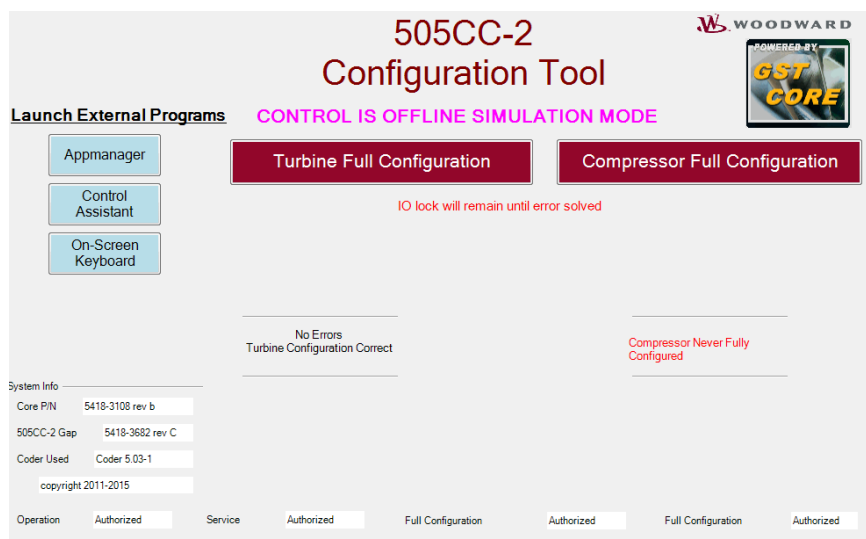 505CC-2
Configuration Tool
WOODWARD
POWERED BY
GST
CORE
Launch External Programs
CONTROL IS OFFLINE SIMULATION MODE
Appmanager
Control
Assistant
On-Screen
Keyboard
Turbine Full Configuration
Compressor Full Configuration
IO lock will remain until error solved
No Errors
Turbine Configuration Correct
Compressor Never Fully
Configured
System Info
Core P/N 5418-3108 rev b
505CC-2 Gap 5418-3682 rev C
Coder Used Coder 5.03-1
copyright 2011-2015
Operation Authorized Service Authorized Full Configuration Authorized Full Configuration Authorized